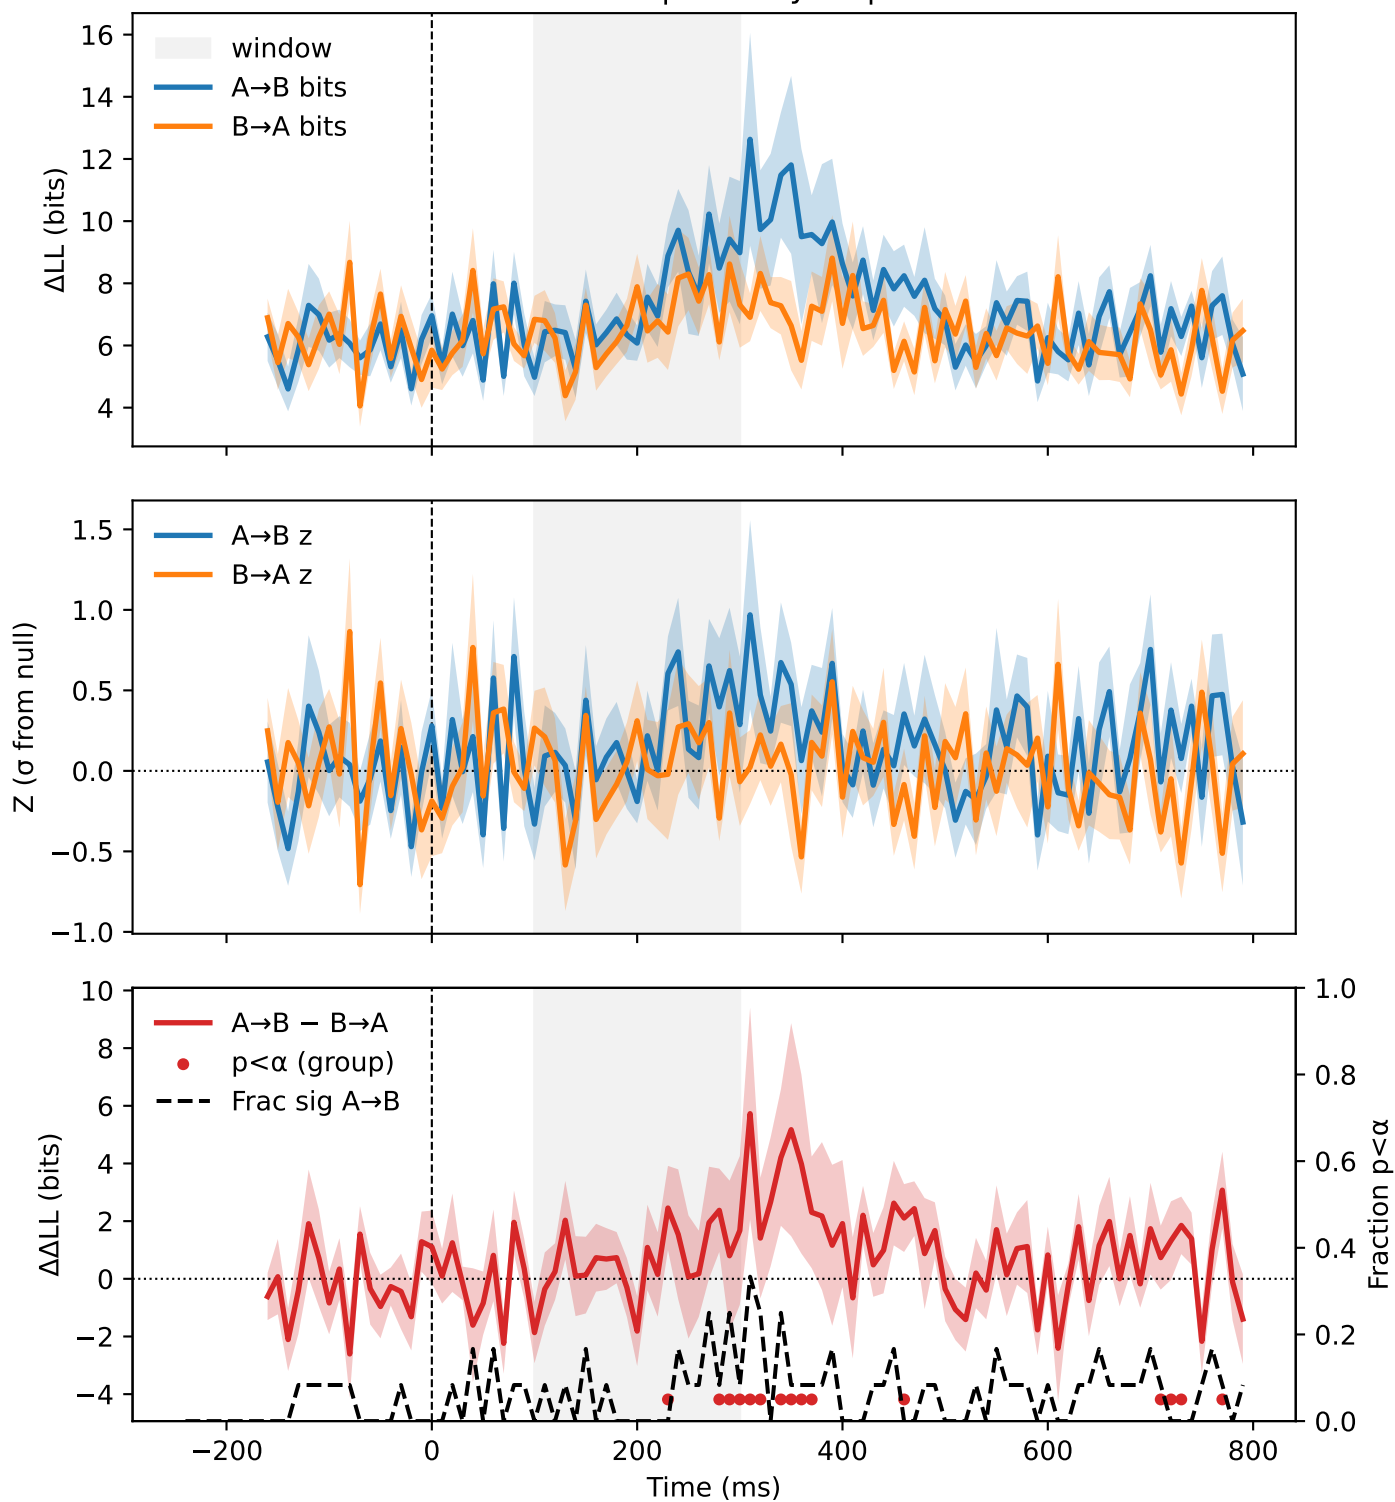 16
14
12
10
8
6
4
ΔLL (bits)
window
A→B bits
B→A bits
1.5
1.0
0.5
0.0
−0.5
−1.0
Z (σ from null)
A→B z
B→A z
10
8
6
4
2
0
−2
−4
ΔΔLL (bits)
A→B − B→A
p<α (group)
Frac sig A→B
1.0
0.8
0.6
0.4
0.2
0.0
Fraction p<α
−200
0
200
400
600
800
Time (ms)